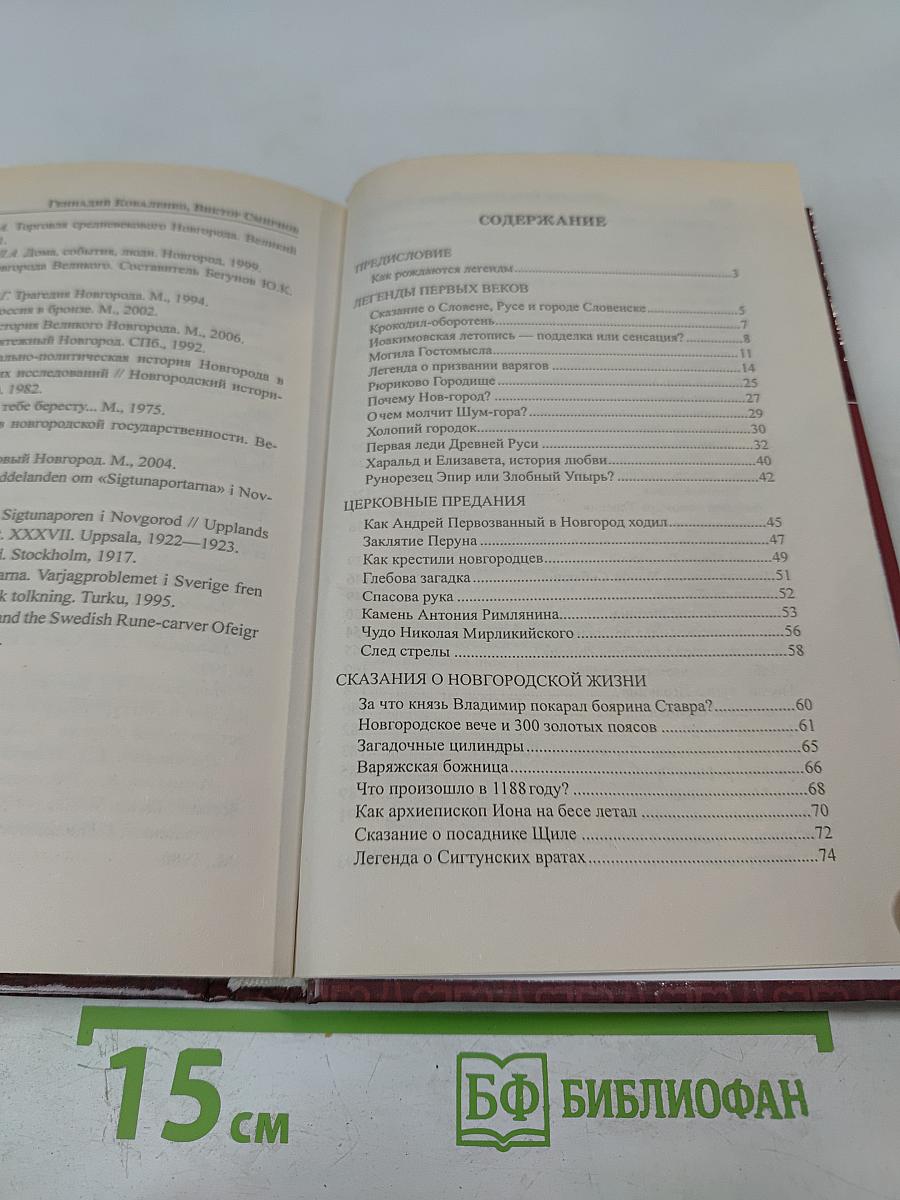 Геннадий Коваленко, Виктор Смирнов
Торговля средневекового Новгорода. Великий
Дома, события, люди. Новгород, 1999.
Новгорода Великого. Составитель Бегунов Ю.К.
Трагедия Новгорода. М., 1994.
оссия в бронзе. М., 2002.
стория Великого Новгорода. М., 2006.
тежный Новгород. СПб., 1992.
ально-политическая история Новгорода в
их исследований // Новгородский истори-
, 1982.
тебе бересту... М., 1975.
в новгородской государственности. Ве-
овый Новгород. М., 2004.
ddelanden om «Sigtunaportarna» i Nov-
Sigtunaporen i Novgorod // Upplands
. XXXVII. Uppsala, 1922—1923.
d. Stockholm, 1917.
arna. Varjagproblemet i Sverige fren
k tolkning. Turku, 1995.
and the Swedish Rune-carver Ofeigr
СОДЕРЖАНИЕ
ПРЕДИСЛОВИЕ
Как рождаются легенды....3
ЛЕГЕНДЫ ПЕРВЫХ ВЕКОВ
Сказание о Словене, Русе и городе Словенске....5
Крокодил-оборотень....7
Иоакимовская летопись — подделка или сенсация?....8
Могила Гостомысла....11
Легенда о призвании варягов....14
Рюриково Городище....25
Почему Нов-город?....27
О чем молчит Шум-гора?....29
Холопий городок....30
Первая леди Древней Руси....32
Харальд и Елизавета, история любви....40
Рунорезец Эпир или Злобный Упырь?....42
ЦЕРКОВНЫЕ ПРЕДАНИЯ
Как Андрей Первозванный в Новгород ходил....45
Заклятие Перуна....47
Как крестили новгородцев....49
Глебова загадка....51
Спасова рука....52
Камень Антония Римлянина....53
Чудо Николая Мирликийского....56
След стрелы....58
СКАЗАНИЯ О НОВГОРОДСКОЙ ЖИЗНИ
За что князь Владимир покарал боярина Ставра?....60
Новгородское вече и 300 золотых поясов....61
Загадочные цилиндры....65
Варяжская божница....66
Что произошло в 1188 году?....68
Как архиепископ Иона на бесе летал....70
Сказание о посаднике Щиле....72
Легенда о Сигтунских вратах....74
15 см
БФ БИБЛИОФАН